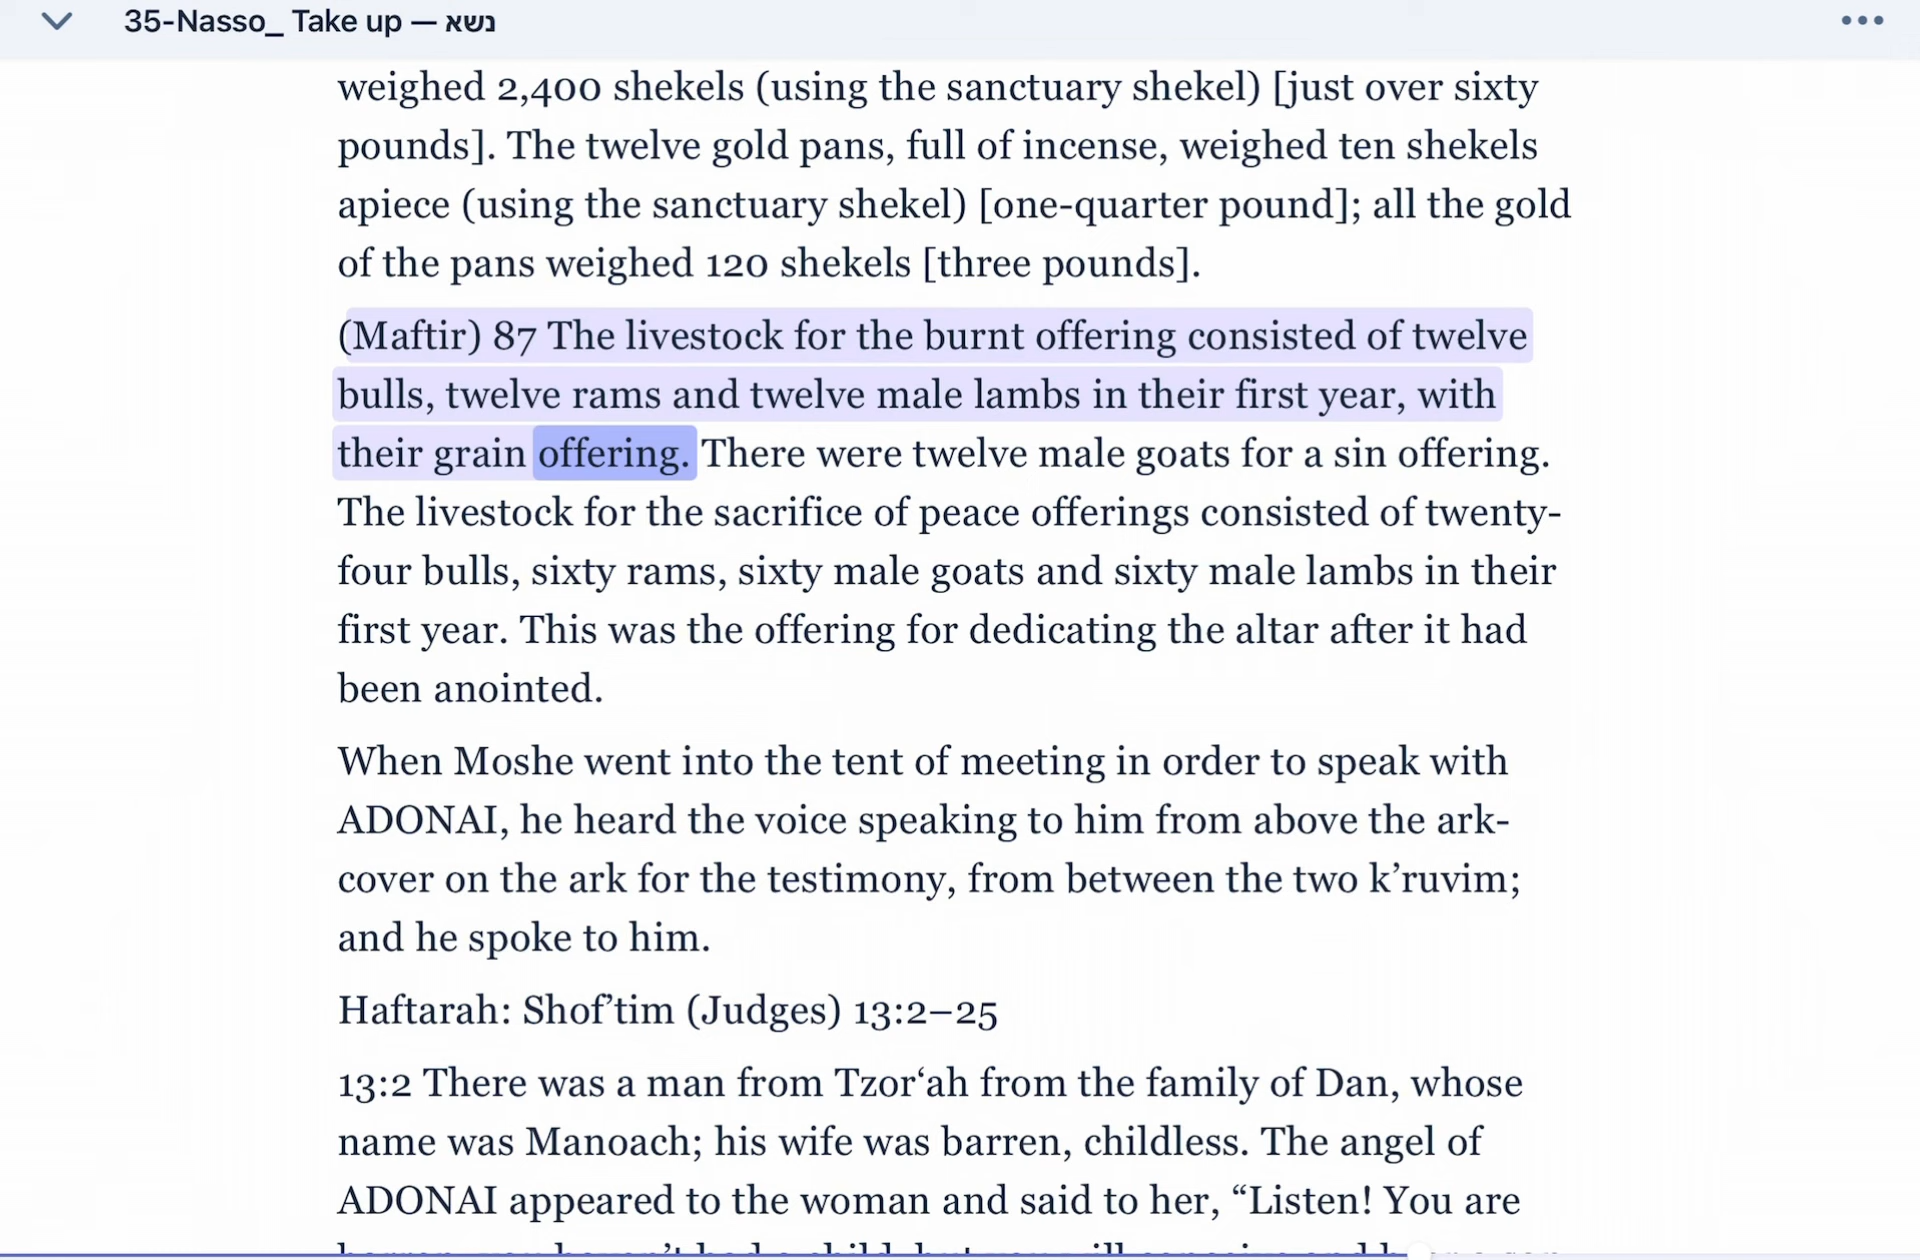 35-Nasso_ Take up — נשא
weighed 2,400 shekels (using the sanctuary shekel) [just over sixty
pounds]. The twelve gold pans, full of incense, weighed ten shekels
apiece (using the sanctuary shekel) [one-quarter pound]; all the gold
of the pans weighed 120 shekels [three pounds].
(Maftir) 87 The livestock for the burnt offering consisted of twelve
bulls, twelve rams and twelve male lambs in their first year, with
their grain offering. There were twelve male goats for a sin offering.
The livestock for the sacrifice of peace offerings consisted of twenty-
four bulls, sixty rams, sixty male goats and sixty male lambs in their
first year. This was the offering for dedicating the altar after it had
been anointed.
When Moshe went into the tent of meeting in order to speak with
ADONAI, he heard the voice speaking to him from above the ark-
cover on the ark for the testimony, from between the two k’ruvim;
and he spoke to him.
Haftarah: Shof’tim (Judges) 13:2–25
13:2 There was a man from Tzor‘ah from the family of Dan, whose
name was Manoach; his wife was barren, childless. The angel of
ADONAI appeared to the woman and said to her, “Listen! You are